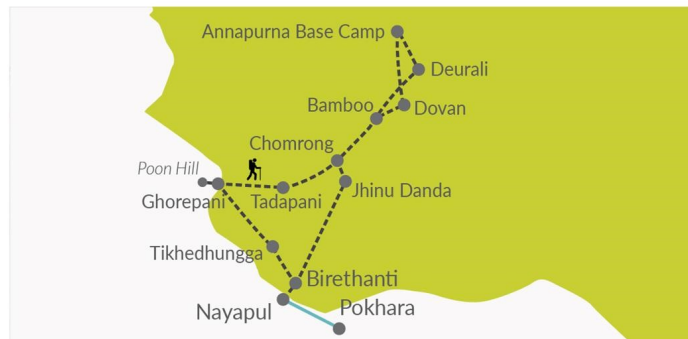 Annapurna Base Camp
Deurali
Bamboo
Dovan
Chomrong
Poon Hill
Jhinu Danda
Ghorepani
Tadapani
Tikhedhungga
Birethanti
Nayapul
Pokhara